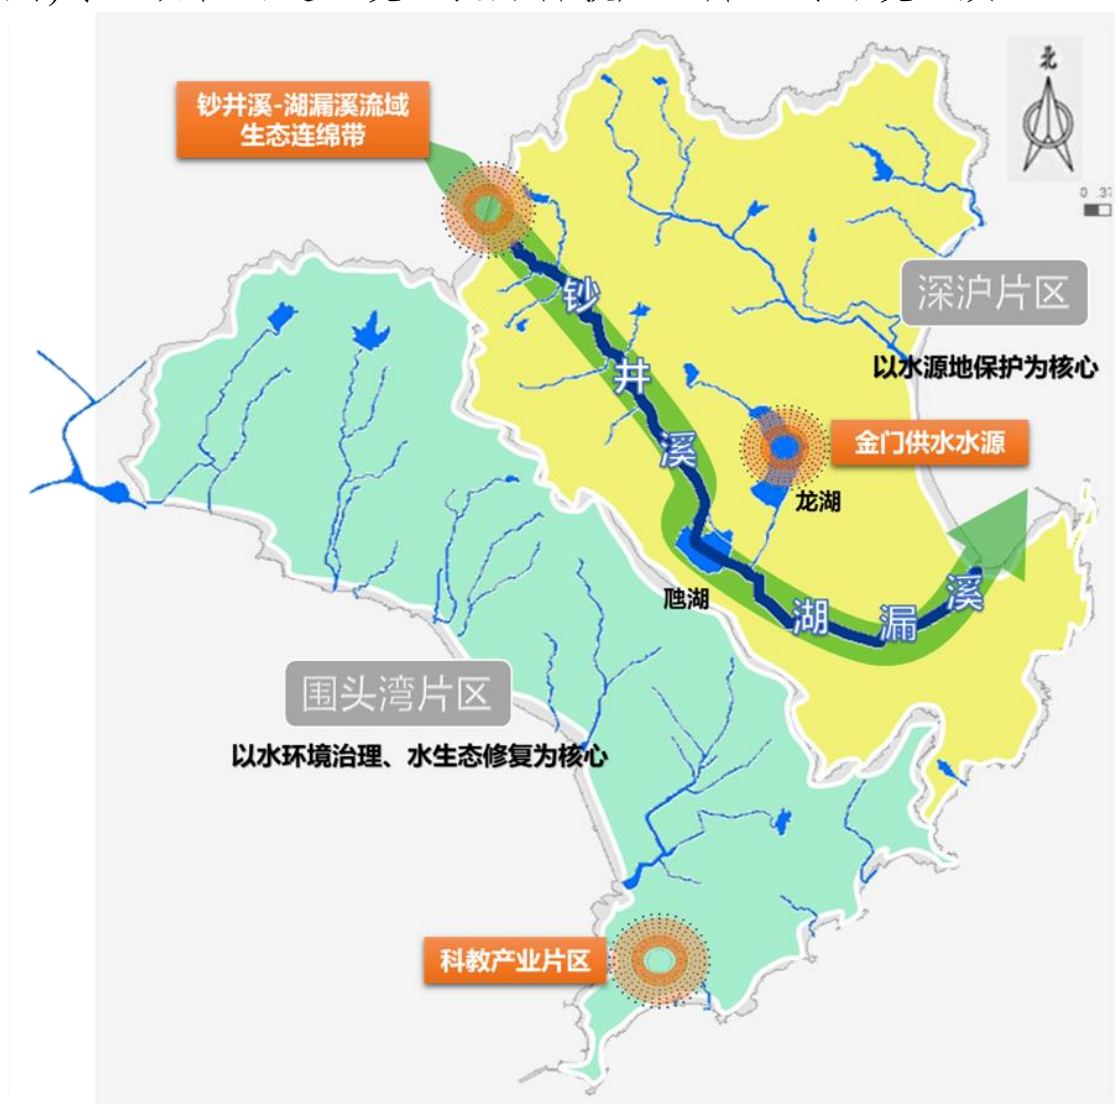 北
钞井溪-湖漏溪流域
生态连绵带
深沪片区
以水源地保护为核心
钞
井
溪
金门供水水源
龙湖
虺湖
湖
漏
溪
围头湾片区
以水环境治理、水生态修复为核心
科教产业片区